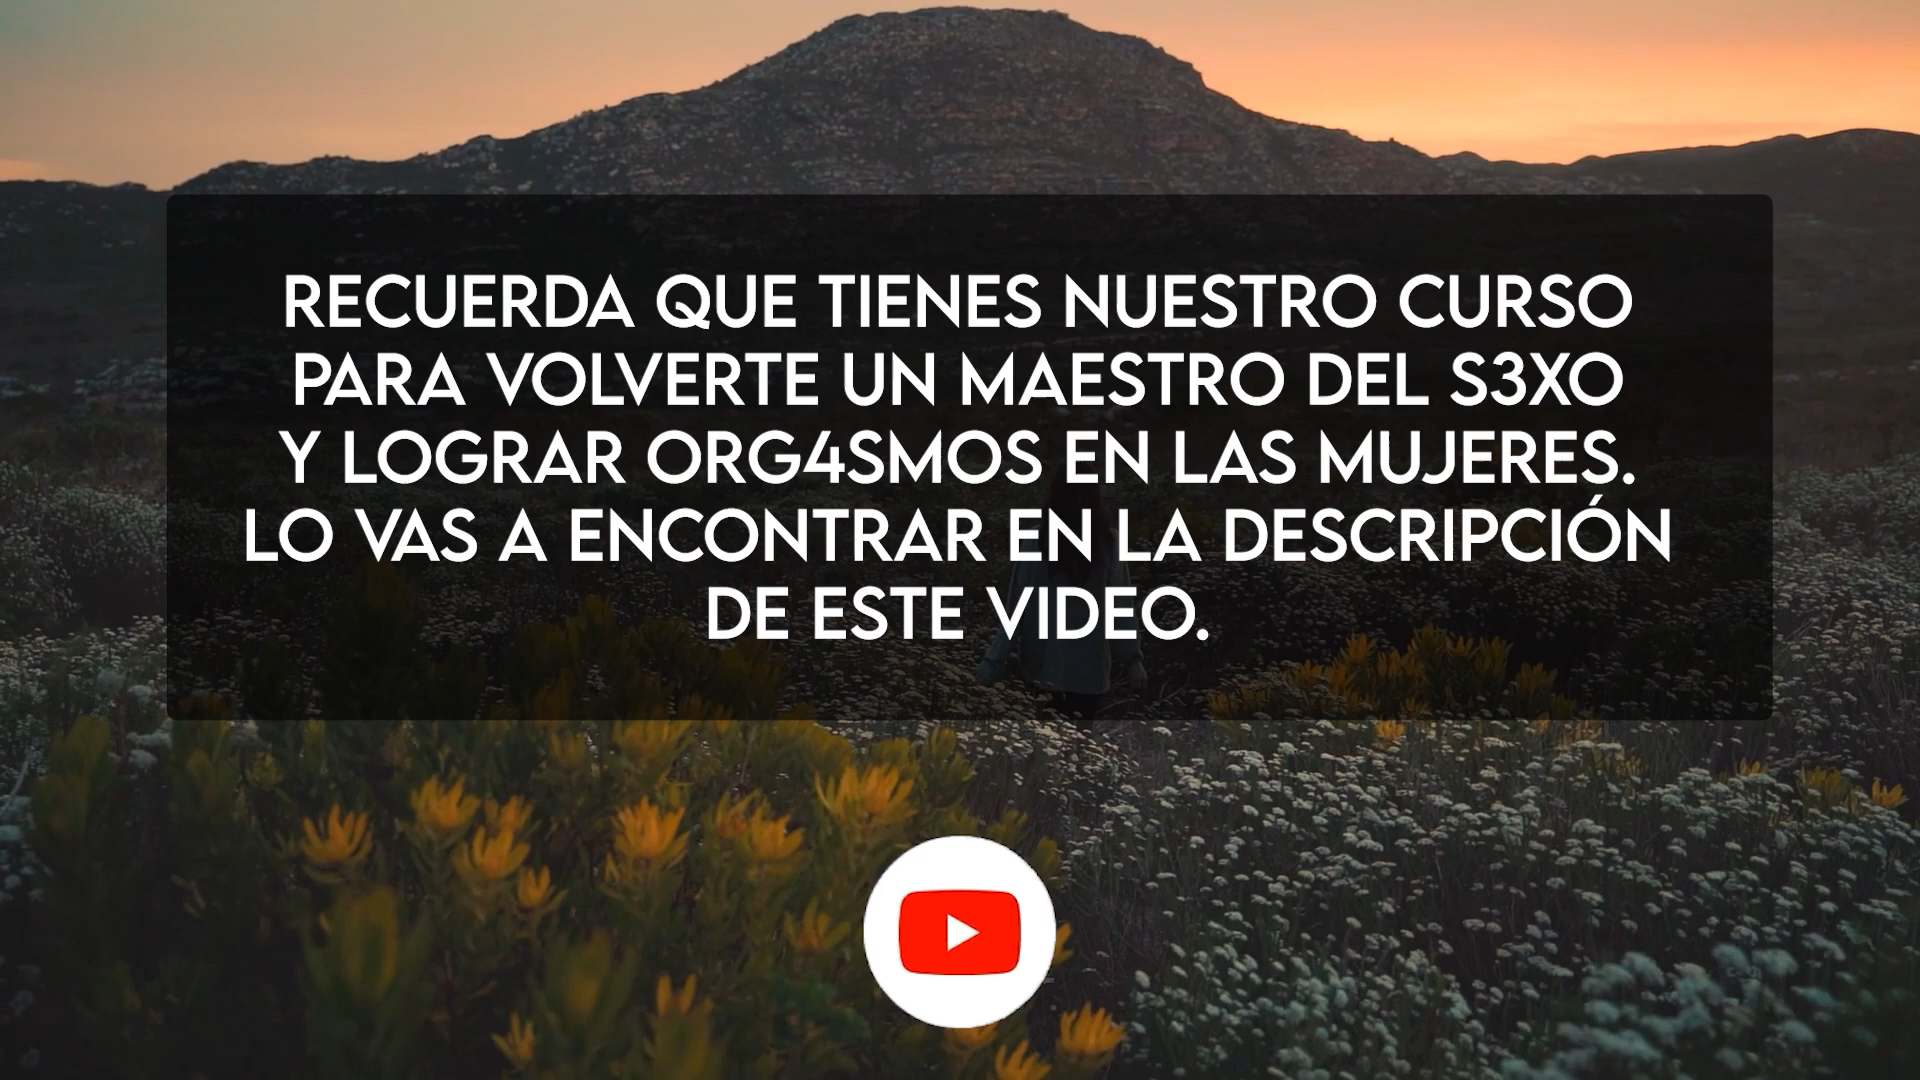 RECUERDA QUE TIENES NUESTRO CURSO
PARA VOLVERTE UN MAESTRO DEL S3XO
Y LOGRAR ORG4SMOS EN LAS MUJERES.
LO VAS A ENCONTRAR EN LA DESCRIPCIÓN
DE ESTE VIDEO.